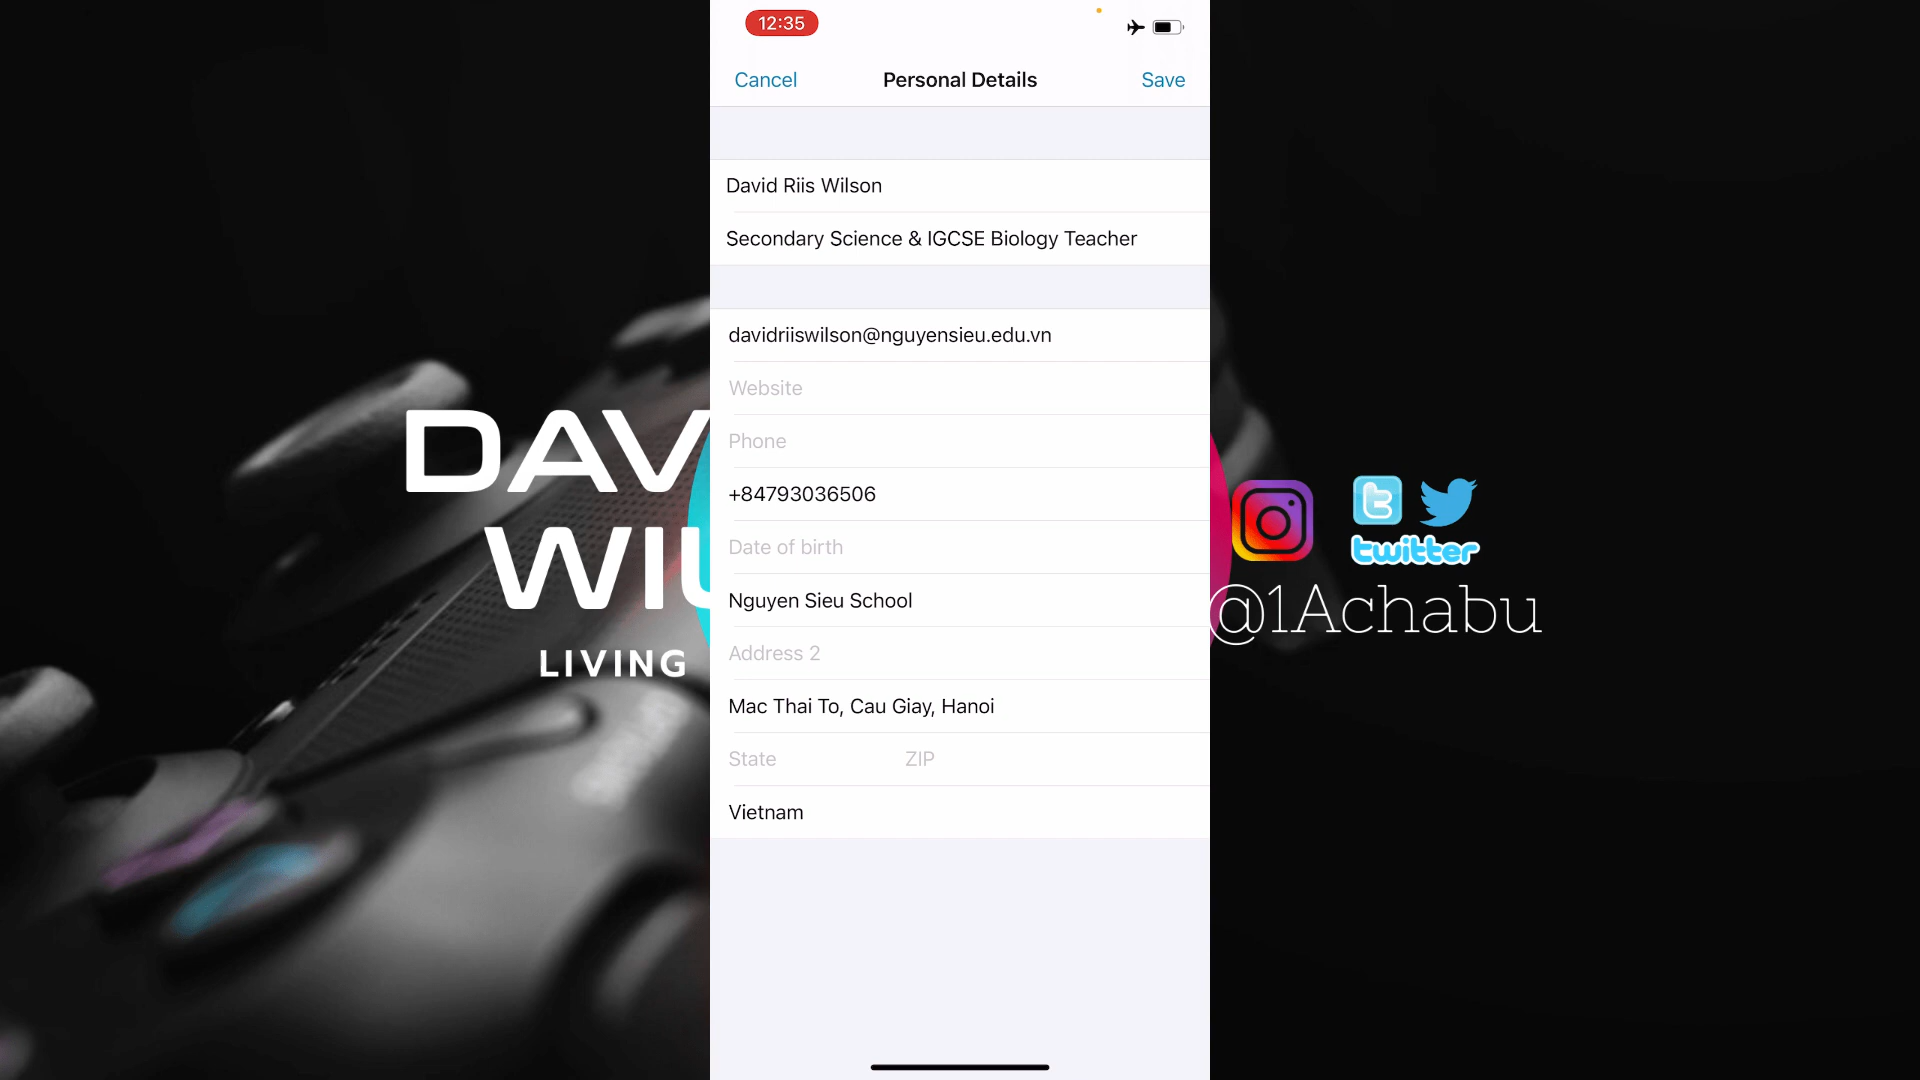 12:35
Cancel
Personal Details
Save
David Riis Wilson
Secondary Science & IGCSE Biology Teacher
davidriiswilson@nguyensieu.edu.vn
Website
Phone
+84793036506
Date of birth
Nguyen Sieu School
Address 2
Mac Thai To, Cau Giay, Hanoi
State
ZIP
Vietnam
DAV
WIL
LIVING
t
twitter
@1Achabu